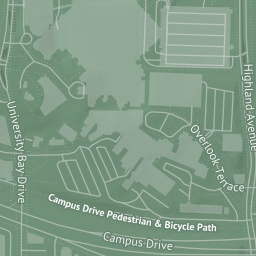 Highland Avenue
University Bay Drive
Overlook Terrace
Campus Drive Pedestrian & Bicycle Path
Campus Drive